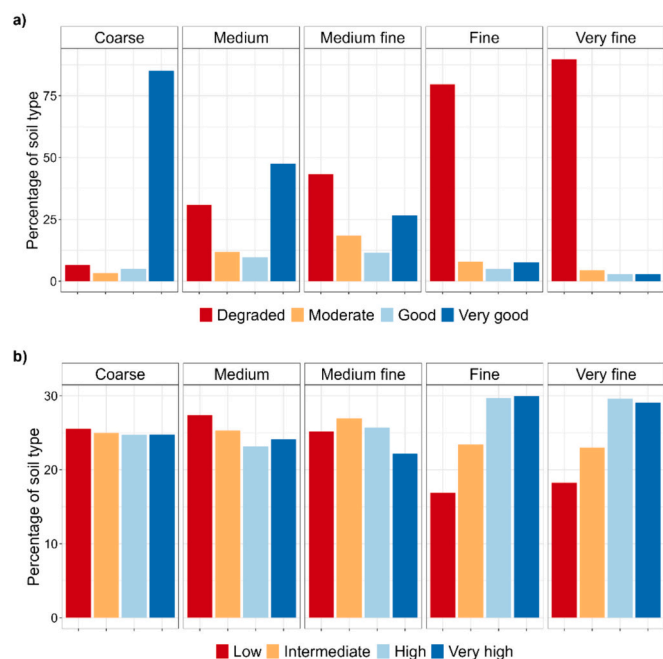 a)
Coarse Medium Medium fine Fine Very fine
Percentage of soil type
75
50
25
0
Degraded Moderate Good Very good
b)
Coarse Medium Medium fine Fine Very fine
Percentage of soil type
30
20
10
0
Low Intermediate High Very high